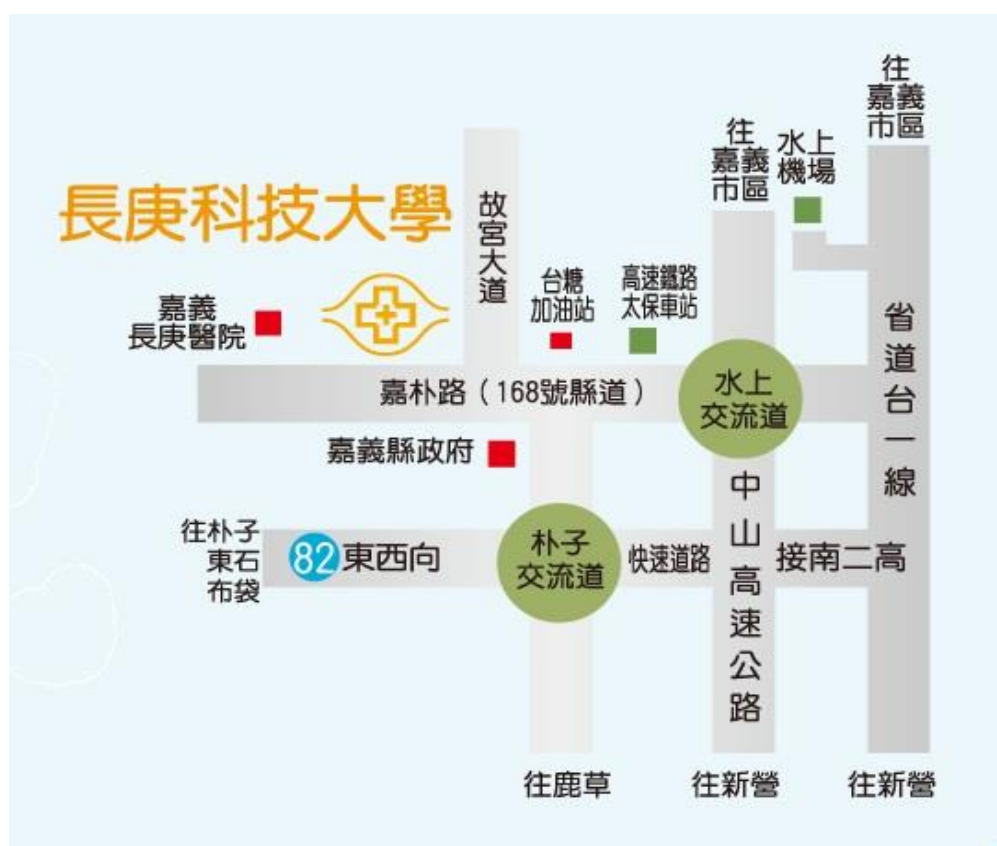 往
嘉義
市區
往
嘉義
市區
水上
機場
長庚科技大學
故宮大道
台糖
加油站
高速鐵路
太保車站
嘉義
長庚醫院
省道台一線
嘉朴路（168號縣道）
水上
交流道
嘉義縣政府
中山高速公路
往朴子
東石
布袋
82東西向
朴子
交流道
快速道路
接南二高
往鹿草
往新營
往新營